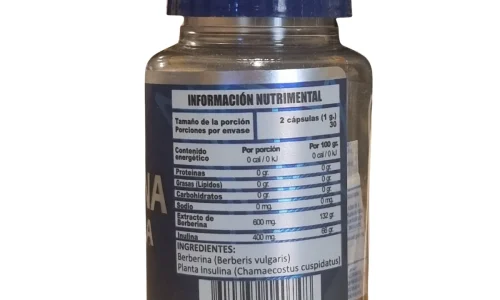 INFORMACIÓN NUTRIMENTAL
Tamaño de la porción 2 cápsulas (1 g.)
Porciones por envase 30
Contenido energético Por porción 0 cal / 0 kJ Por 100 gr. 0 cal / 0 kJ
Proteínas 0 gr. 0 gr.
Grasas (Lípidos) 0 gr. 0 gr.
Carbohidratos 0 gr. 0 gr.
Sodio 0 mg. 0 mg.
Extracto de Berberina 600 mg. 132 gr.
Inulina 400 mg. 88 gr.
INGREDIENTES:
Berberina (Berberis vulgaris)
Planta Insulina (Chamaecostus cuspidatus)
NA
A